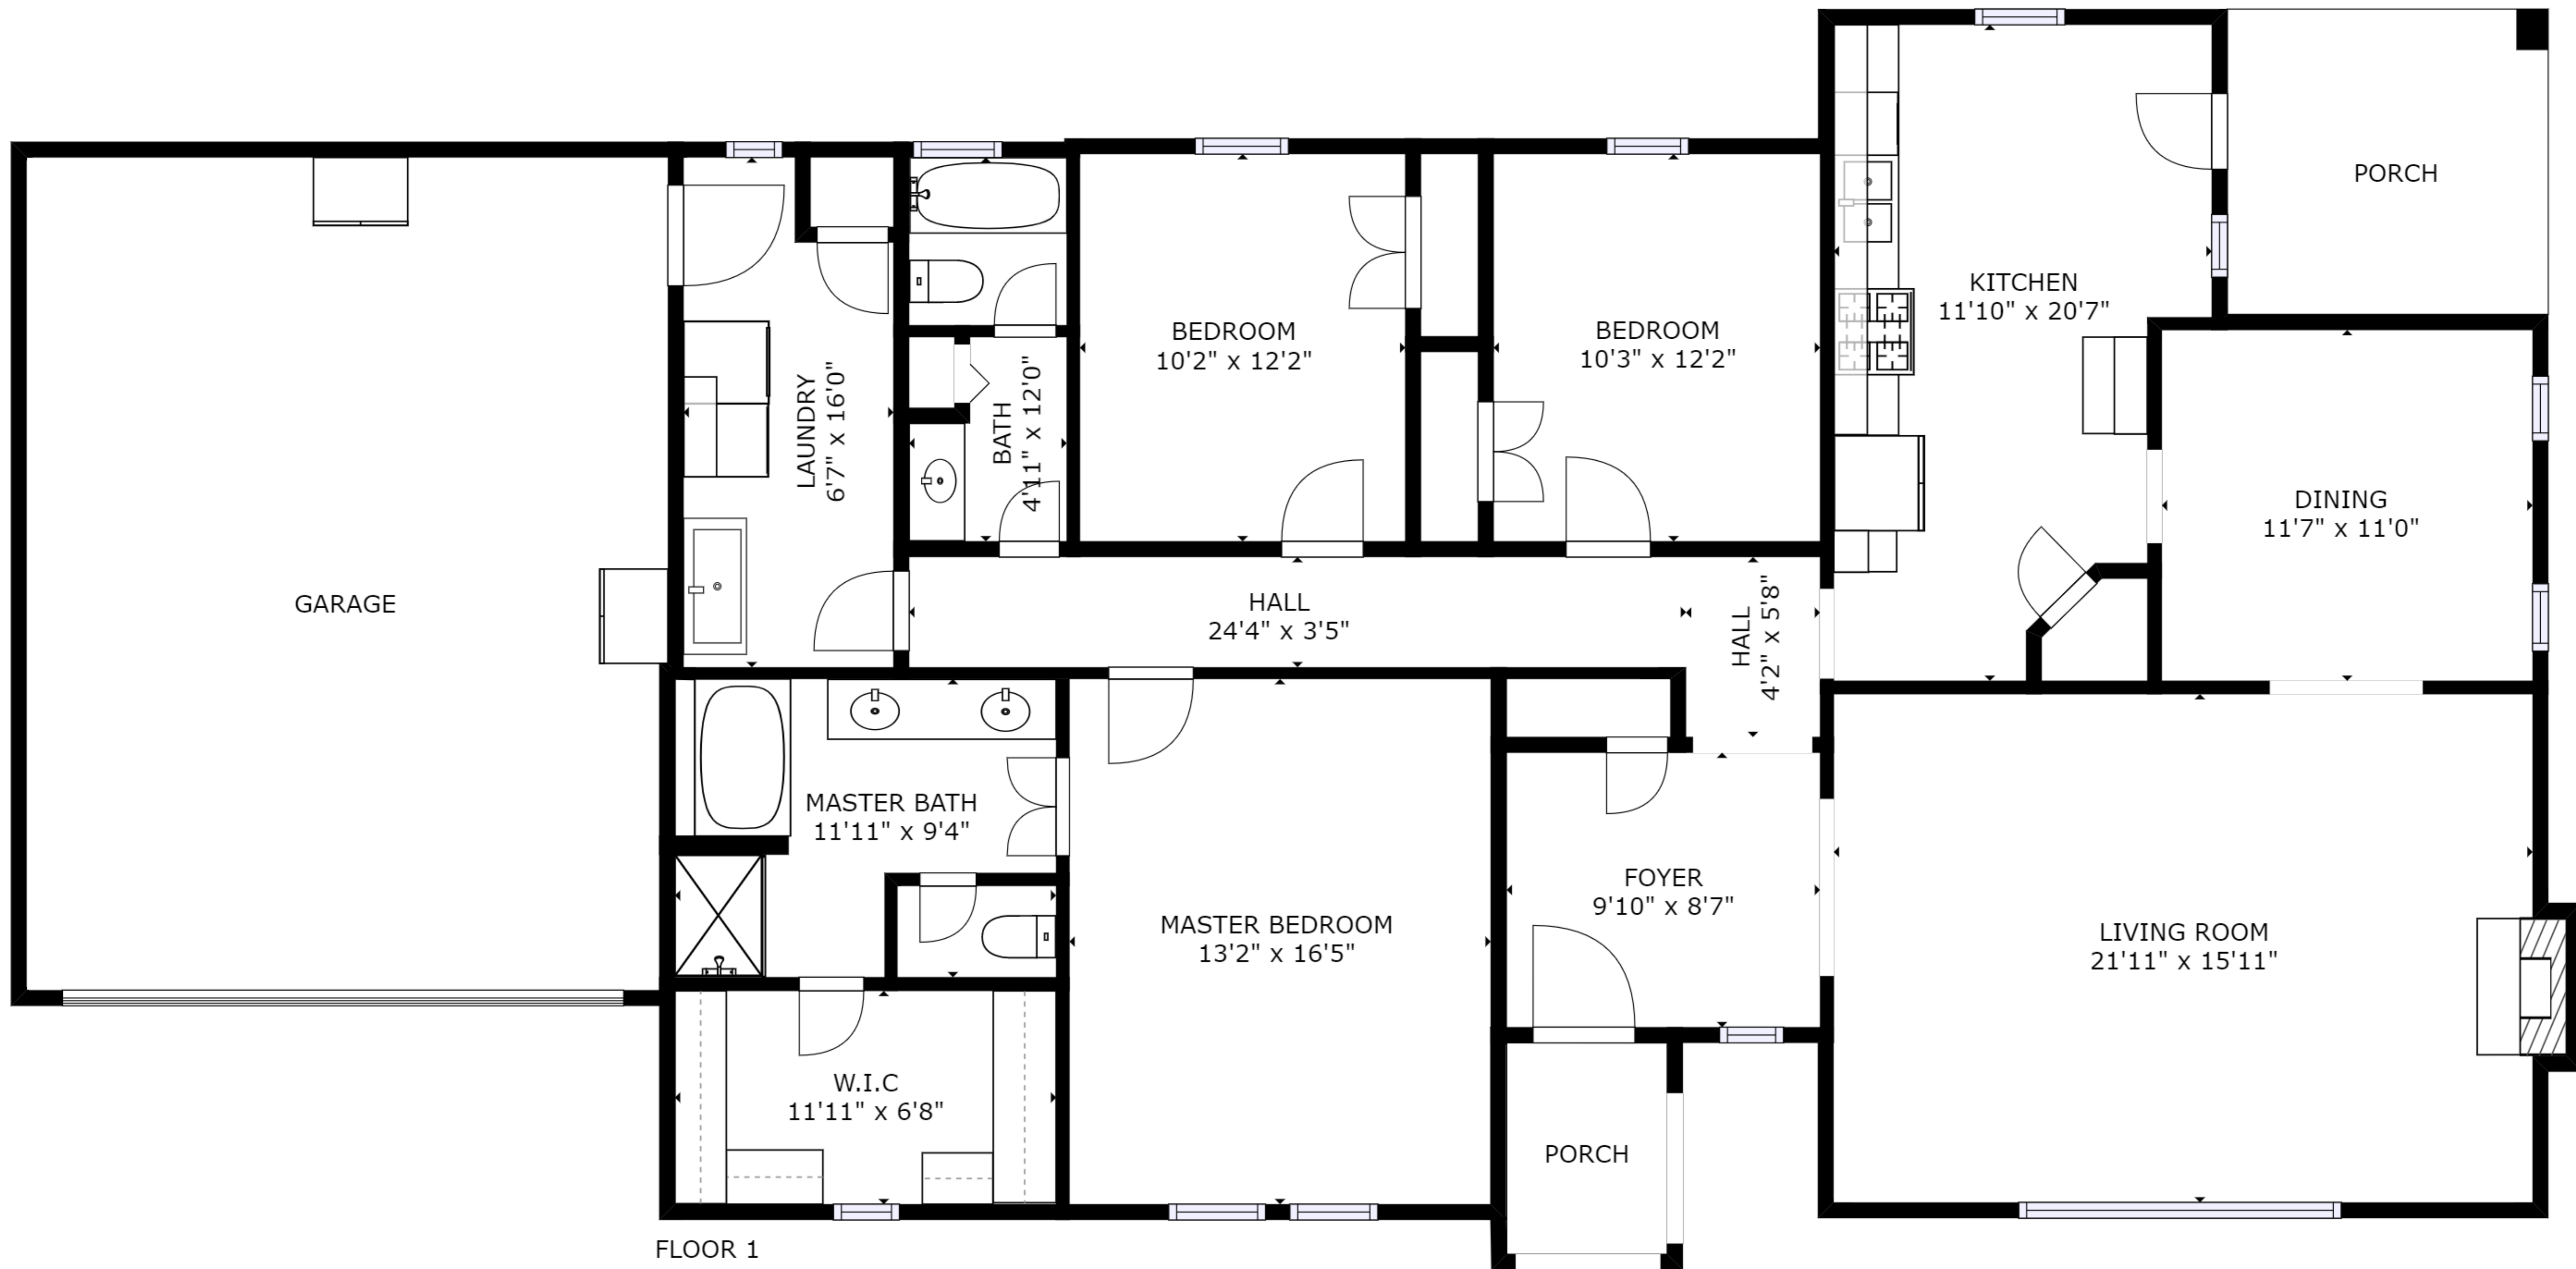 PORCH
KITCHEN
11'10" x 20'7"
BEDROOM
10'2" x 12'2"
BEDROOM
10'3" x 12'2"
LAUNDRY
6'7" x 16'0"
BATH
4'11" x 12'0"
DINING
11'7" x 11'0"
GARAGE
HALL
24'4" x 3'5"
HALL
4'2" x 5'8"
MASTER BATH
11'11" x 9'4"
MASTER BEDROOM
13'2" x 16'5"
FOYER
9'10" x 8'7"
LIVING ROOM
21'11" x 15'11"
W.I.C
11'11" x 6'8"
PORCH
FLOOR 1